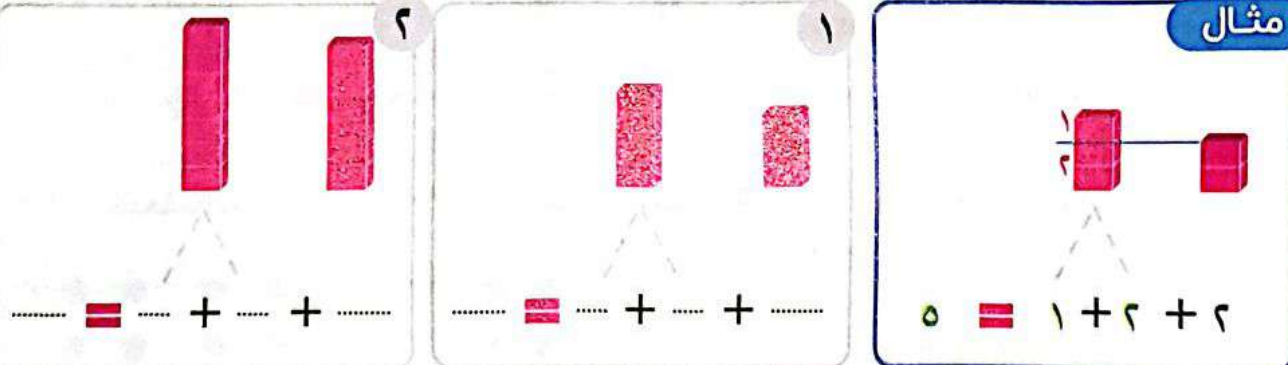 مثال
١
٢
٢ + ٢ + ١ = ٥
١
........ + ..... + ..... = ........
٢
........ + ..... + ..... = ........